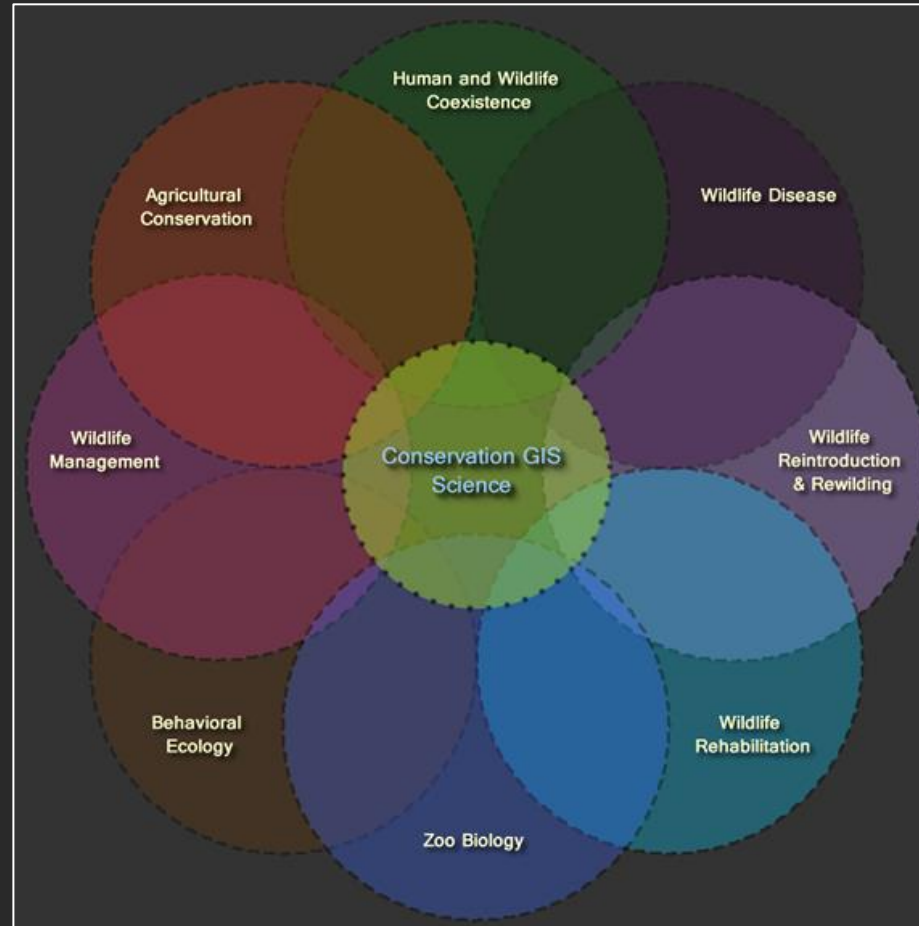 Human and Wildlife
Coexistence
Agricultural
Conservation
Wildlife Disease
Wildlife
Management
Conservation GIS
Science
Wildlife
Reintroduction
& Rewilding
Behavioral
Ecology
Wildlife
Rehabilitation
Zoo Biology